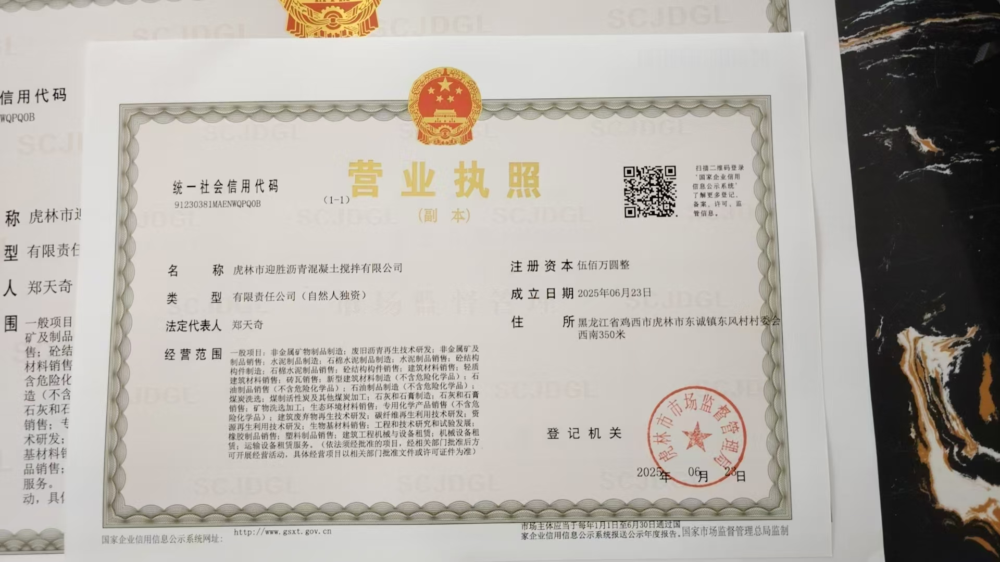 SCJDGL
SCJDGL
SCJDGL
信用代码
WQPQ0B
称 虎林市迎
型 有限责任
人 郑天奇
围 一般项目
矿及制品
售；砼结
材料销售
含危险化
造（不含
石灰和石
销售；专
术研发；
基材料销
品销售；
服务。
动，具体
营业执照
（副 本）
（1-1）
统一社会信用代码
91230381MAENWQPQ0B
扫描二维码登录
‘国家企业信用
信息公示系统’
了解更多登记、
备案、许可、监
管信息。
名 称 虎林市迎胜沥青混凝土搅拌有限公司
类 型 有限责任公司（自然人独资）
法定代表人 郑天奇
经营范围 一般项目：非金属矿物制品制造；废旧沥青再生技术研发；非金属矿及
制品销售；水泥制品制造；石棉水泥制品制造；水泥制品销售；砼结构
构件制造；石棉水泥制品销售；砼结构构件销售；建筑材料销售；轻质
建筑材料销售；砖瓦销售；新型建筑材料制造（不含危险化学品）；石
油制品销售（不含危险化学品）；石油制品制造（不含危险化学品）；
煤炭洗选；煤制活性炭及其他煤炭加工；石灰和石膏制造；石灰和石膏
销售；矿物洗选加工；生态环境材料销售；专用化学产品销售（不含危
险化学品）；建筑废弃物再生技术研发；碳纤维再生利用技术研发；资
源再生利用技术研发；生物基材料销售；工程和技术研究和试验发展；
橡胶制品销售；塑料制品销售；建筑工程机械与设备租赁；机械设备租
赁；运输设备租赁服务。（依法须经批准的项目，经相关部门批准后方
可开展经营活动，具体经营项目以相关部门批准文件或许可证件为准）
注册资本 伍佰万圆整
成立日期 2025年06月23日
住 所 黑龙江省鸡西市虎林市东诚镇东风村村委会
西南350米
登记机关
虎林市市场监督管理局
2025年 06月 23日
国家企业信用信息公示系统网址：
http://www.gsxt.gov.cn
市场主体应当于每年1月1日至6月30日通过国
家企业信用信息公示系统报送公示年度报告。
国家市场监督管理总局监制